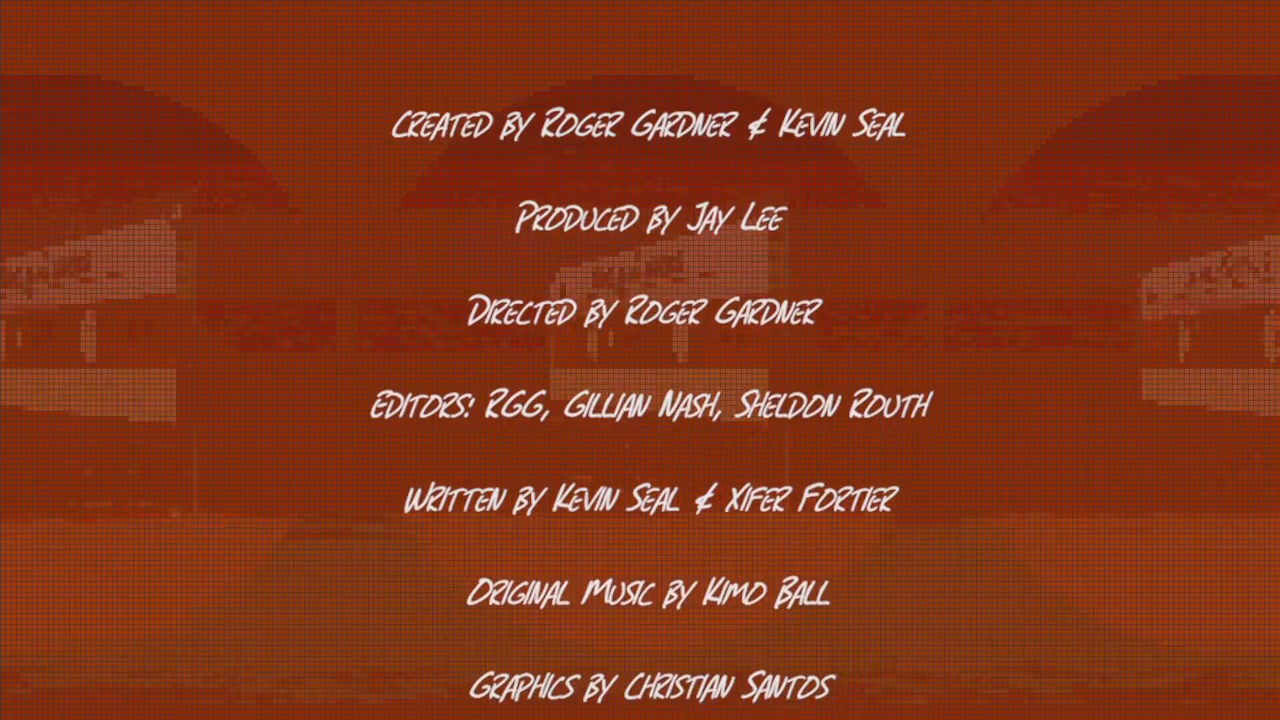 Created by Roger Gardner & Kevin Seal
Produced by Jay Lee
Directed by Roger Gardner
Editors: RGG, Gillian Nash, Sheldon Routh
Written by Kevin Seal & Xifer Fortier
Original Music by Kimo Ball
Graphics by Christian Santos